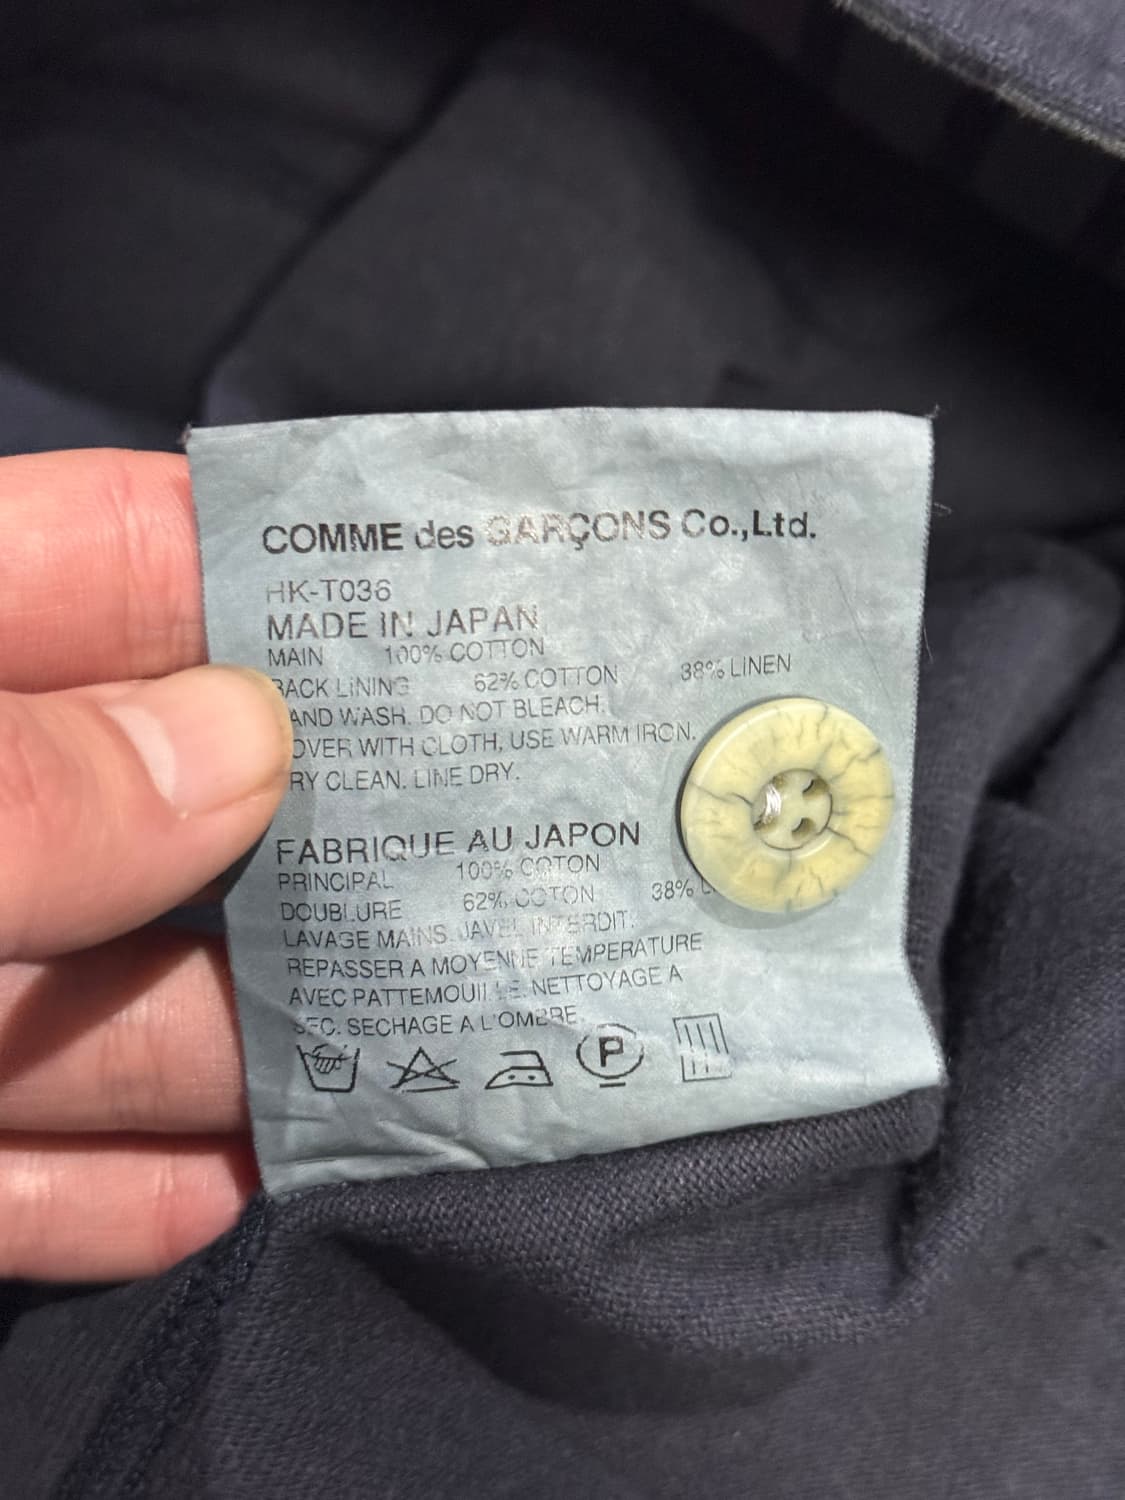 COMME des GARÇONS Co.,Ltd.
HK-T036
MADE IN JAPAN
MAIN 100% COTTON
BACK LINING 62% COTTON 38% LINEN
AND WASH. DO NOT BLEACH.
OVER WITH CLOTH, USE WARM IRON.
RY CLEAN. LINE DRY.
FABRIQUE AU JAPON
PRINCIPAL 100% COTON
DOUBLURE 62% COTON 38% L
LAVAGE MAINS. JAVEL INTERDIT.
REPASSER A MOYENNE TEMPERATURE
AVEC PATTEMOUILLE. NETTOYAGE A
SEC. SECHAGE A L'OMBRE.
P